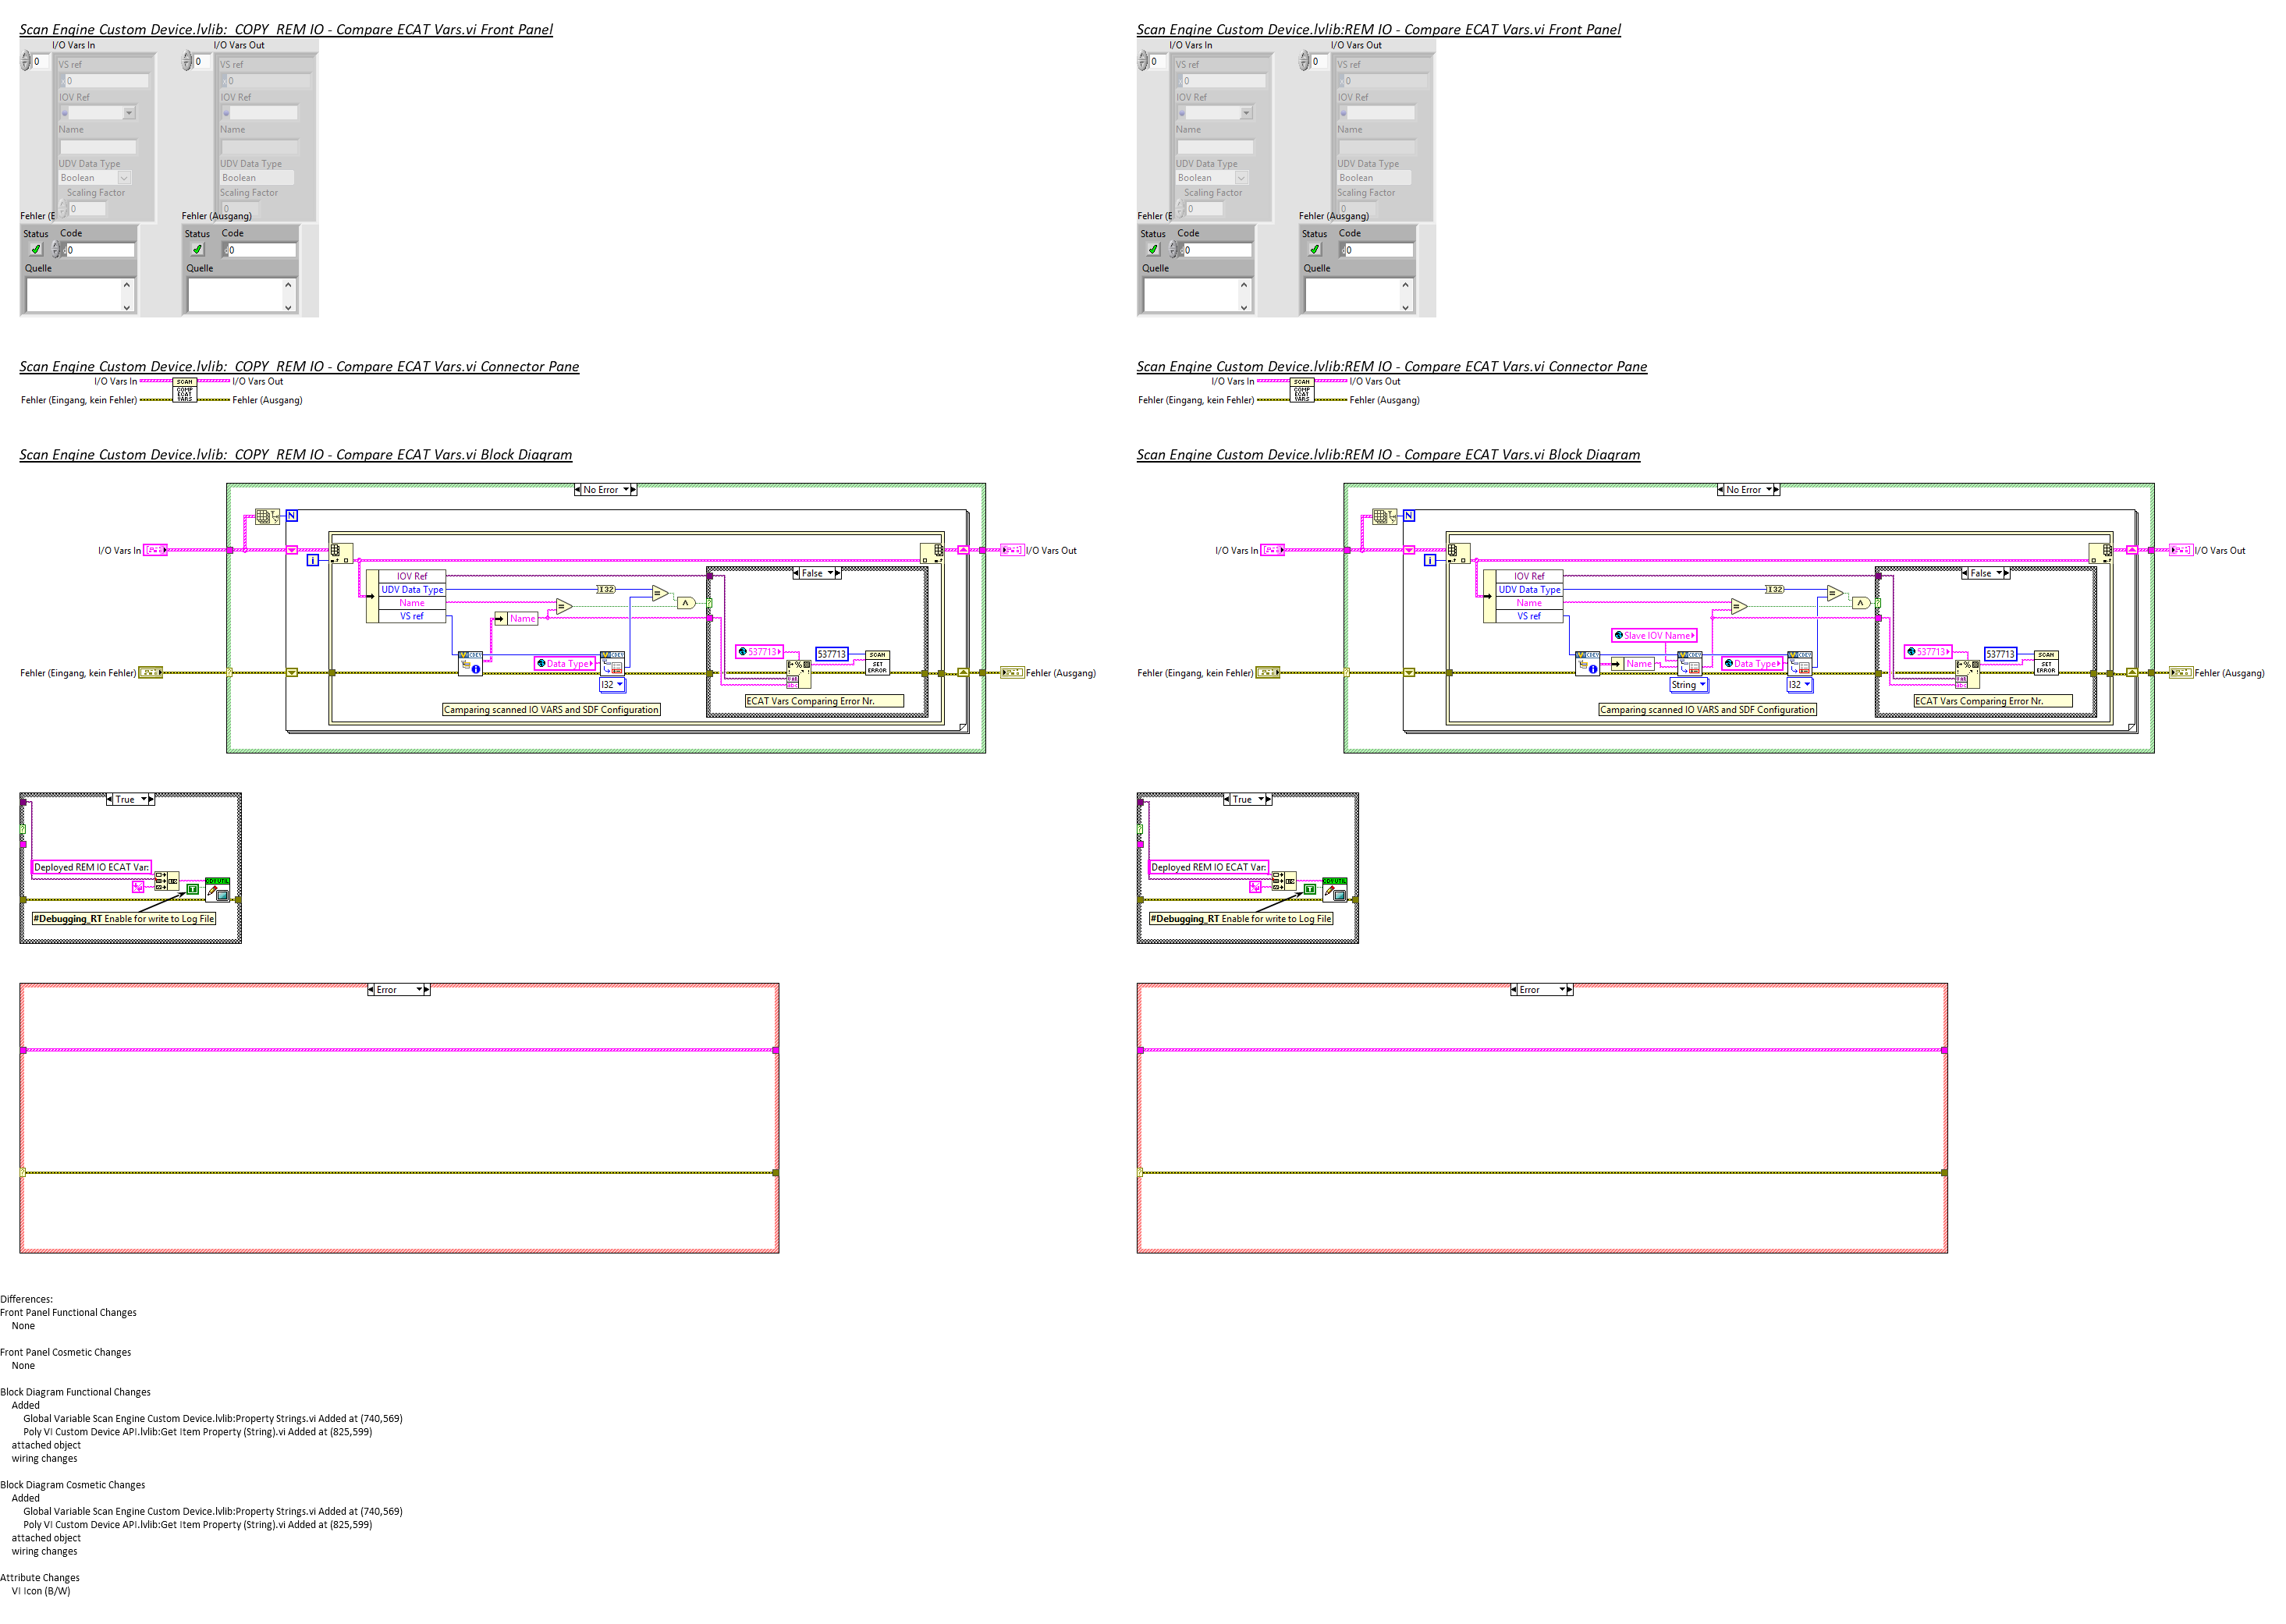 Scan Engine Custom Device.lvlib:_COPY_REM IO - Compare ECAT Vars.vi Front Panel
I/O Vars In
I/O Vars Out
0
0
VS ref
VS ref
0
0
IOV Ref
IOV Ref
Name
Name
UDV Data Type
UDV Data Type
Boolean
Boolean
Scaling Factor
Scaling Factor
0
0
Fehler (E
Fehler (Ausgang)
Status
Code
Status
Code
0
0
Quelle
Quelle
Scan Engine Custom Device.lvlib:_COPY_REM IO - Compare ECAT Vars.vi Connector Pane
I/O Vars In
SCAN
I/O Vars Out
COMP
ECAT
VARS
Fehler (Eingang, kein Fehler)
Fehler (Ausgang)
Scan Engine Custom Device.lvlib:_COPY_REM IO - Compare ECAT Vars.vi Block Diagram
No Error
N
I/O Vars In
I/O Vars Out
i
IOV Ref
False
UDV Data Type
I32
Name
Name
VS ref
537713
537713
SCAN
SET
ERROR
Data Type
Fehler (Eingang, kein Fehler)
Fehler (Ausgang)
I32
ECAT Vars Comparing Error Nr.
Camparing scanned IO VARS and SDF Configuration
True
Deployed REM IO ECAT Var:
#Debugging_RT Enable for write to Log File
Error
Scan Engine Custom Device.lvlib:REM IO - Compare ECAT Vars.vi Front Panel
I/O Vars In
I/O Vars Out
0
0
VS ref
VS ref
0
0
IOV Ref
IOV Ref
Name
Name
UDV Data Type
UDV Data Type
Boolean
Boolean
Scaling Factor
Scaling Factor
0
0
Fehler (E
Fehler (Ausgang)
Status
Code
Status
Code
0
0
Quelle
Quelle
Scan Engine Custom Device.lvlib:REM IO - Compare ECAT Vars.vi Connector Pane
I/O Vars In
SCAN
I/O Vars Out
COMP
ECAT
VARS
Fehler (Eingang, kein Fehler)
Fehler (Ausgang)
Scan Engine Custom Device.lvlib:REM IO - Compare ECAT Vars.vi Block Diagram
No Error
N
I/O Vars In
I/O Vars Out
i
IOV Ref
False
UDV Data Type
I32
Name
VS ref
Slave IOV Name
537713
537713
SCAN
SET
ERROR
Name
Data Type
Fehler (Eingang, kein Fehler)
Fehler (Ausgang)
String
I32
ECAT Vars Comparing Error Nr.
Camparing scanned IO VARS and SDF Configuration
True
Deployed REM IO ECAT Var:
#Debugging_RT Enable for write to Log File
Error
Differences:
Front Panel Functional Changes
None
Front Panel Cosmetic Changes
None
Block Diagram Functional Changes
Added
Global Variable Scan Engine Custom Device.lvlib:Property Strings.vi Added at (740,569)
Poly VI Custom Device API.lvlib:Get Item Property (String).vi Added at (825,599)
attached object
wiring changes
Block Diagram Cosmetic Changes
Added
Global Variable Scan Engine Custom Device.lvlib:Property Strings.vi Added at (740,569)
Poly VI Custom Device API.lvlib:Get Item Property (String).vi Added at (825,599)
attached object
wiring changes
Attribute Changes
VI Icon (B/W)